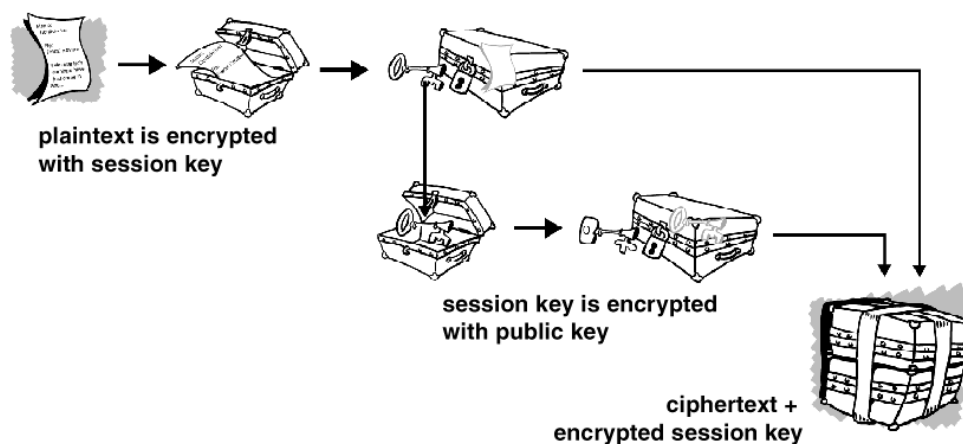 plaintext is encrypted
with session key
session key is encrypted
with public key
ciphertext +
encrypted session key